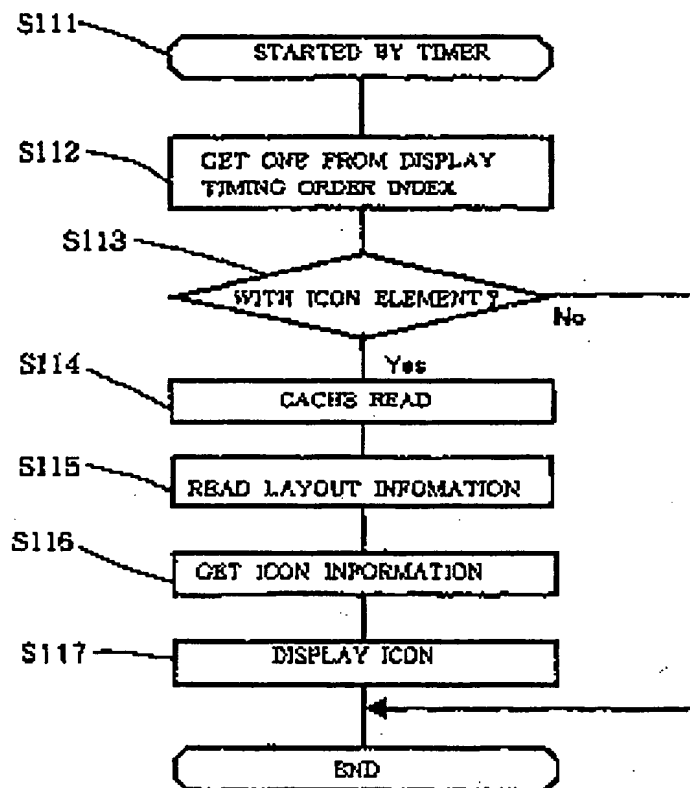 S111
STARTED BY TIMER
S112
GET ONE FROM DISPLAY
TIMING ORDER INDEX
S113
WITH ICON ELEMENT?
No
Yes
S114
CACHE READ
S115
READ LAYOUT INFOMATION
S116
GET ICON INFORMATION
S117
DISPLAY ICON
END